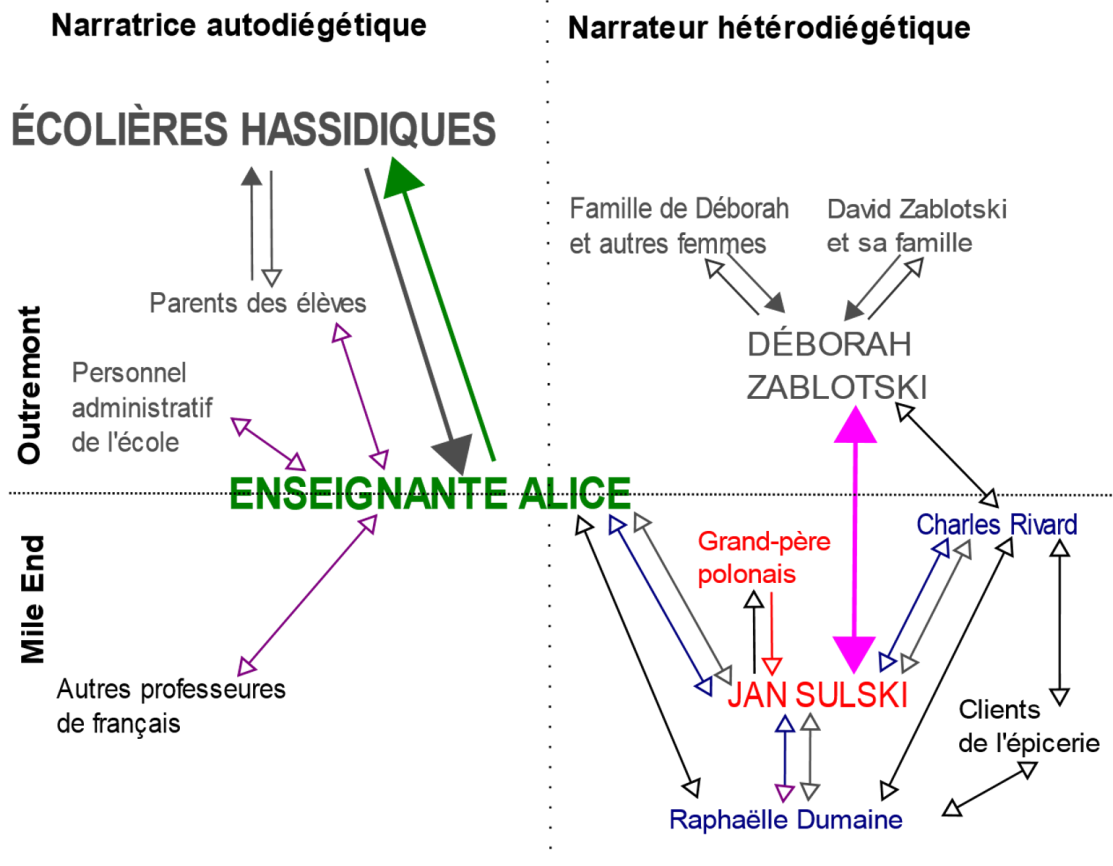 Narratrice autodiégétique
Narrateur hétérodiégétique
ÉCOLIÈRES HASSIDIQUES
Famille de Déborah
et autres femmes
David Zablotski
et sa famille
Parents des élèves
Outremont
DÉBORAH
ZABLOTSKI
Personnel
administratif
de l'école
ENSEIGNANTE ALICE
Charles Rivard
Grand-père
polonais
Mile End
Autres professeures
de français
JAN SULSKI
Clients
de l'épicerie
Raphaëlle Dumaine